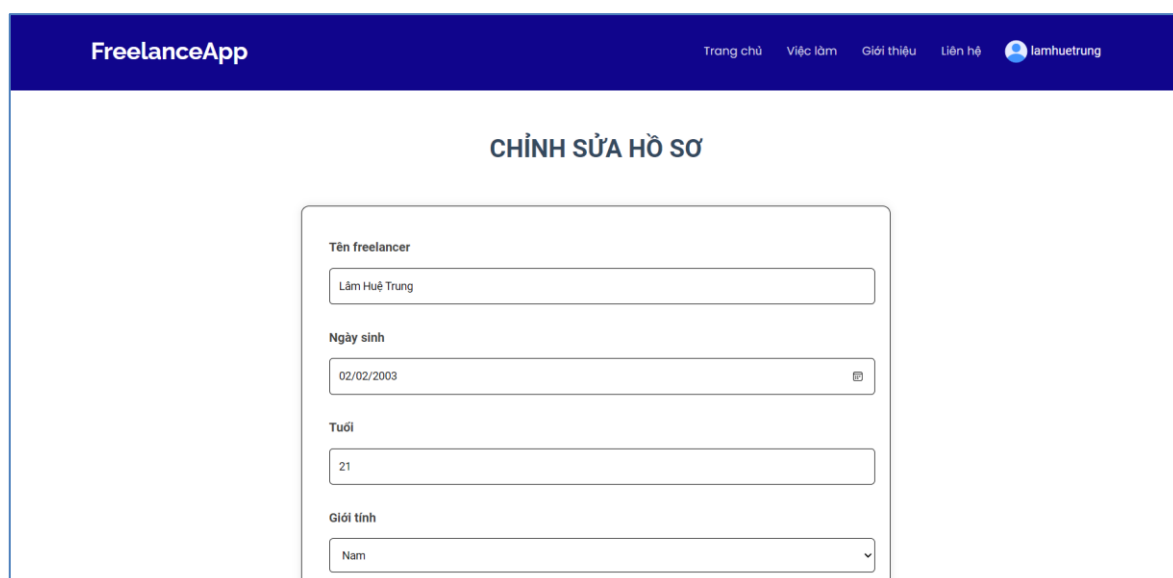 FreelanceApp
Trang chủ Việc làm Giới thiệu Liên hệ lamhuetrung
CHỈNH SỬA HỒ SƠ
Tên freelancer
Lâm Huệ Trung
Ngày sinh
02/02/2003
Tuổi
21
Giới tính
Nam